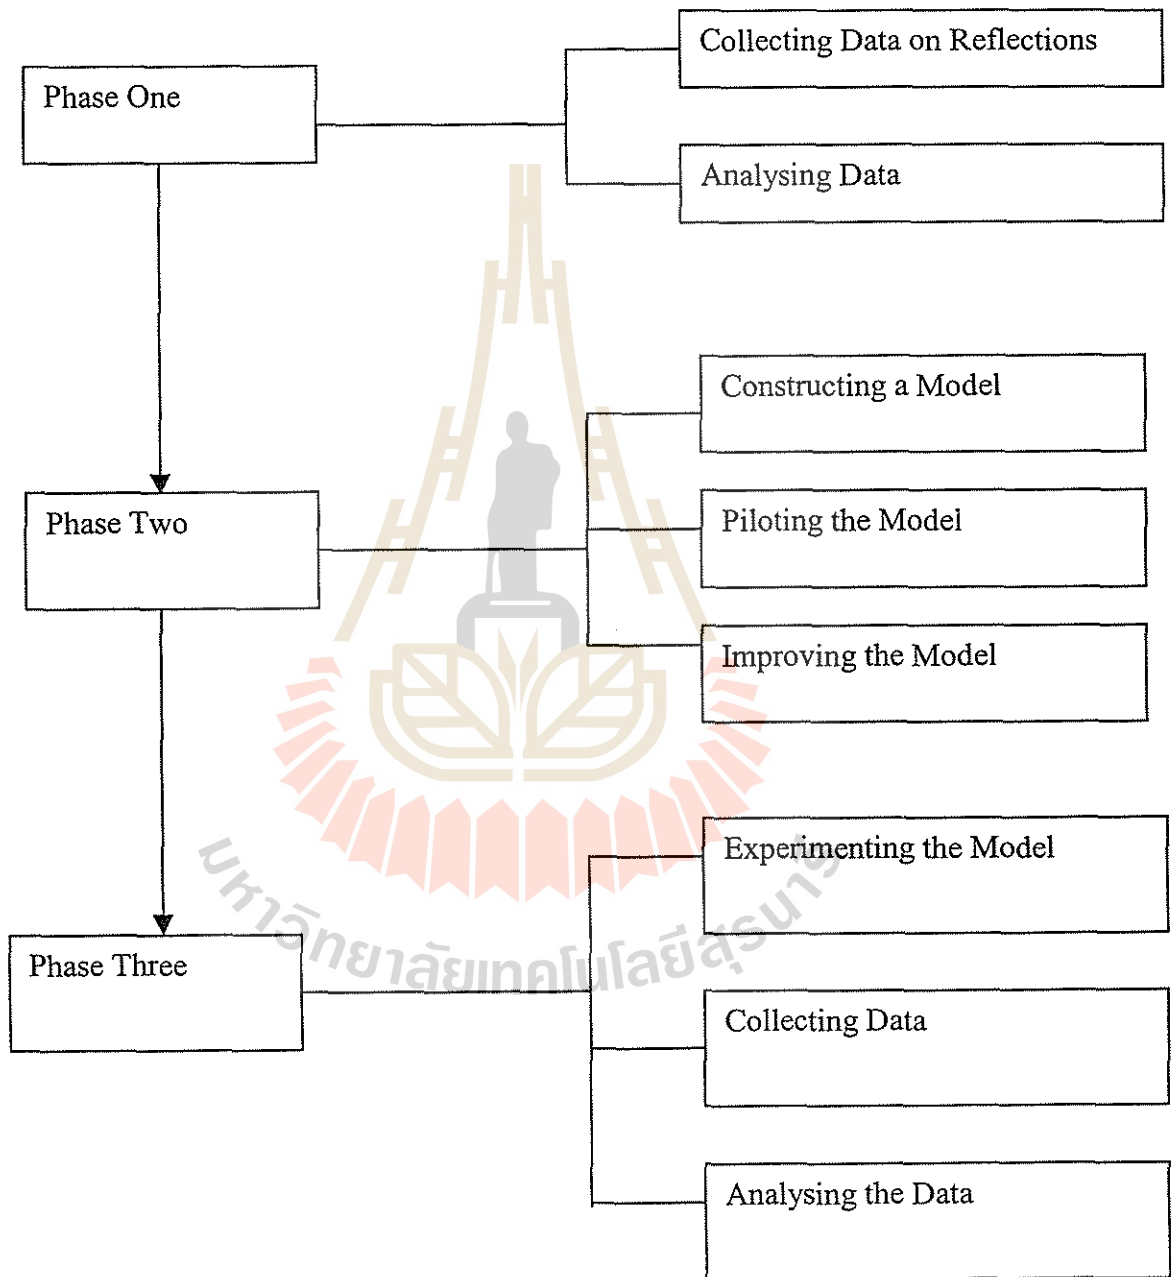 Phase One
Collecting Data on Reflections
Analysing Data
Phase Two
Constructing a Model
Piloting the Model
Improving the Model
Phase Three
Experimenting the Model
Collecting Data
Analysing the Data
มหาวิทยาลัยเทคโนโลยีสุรนารี